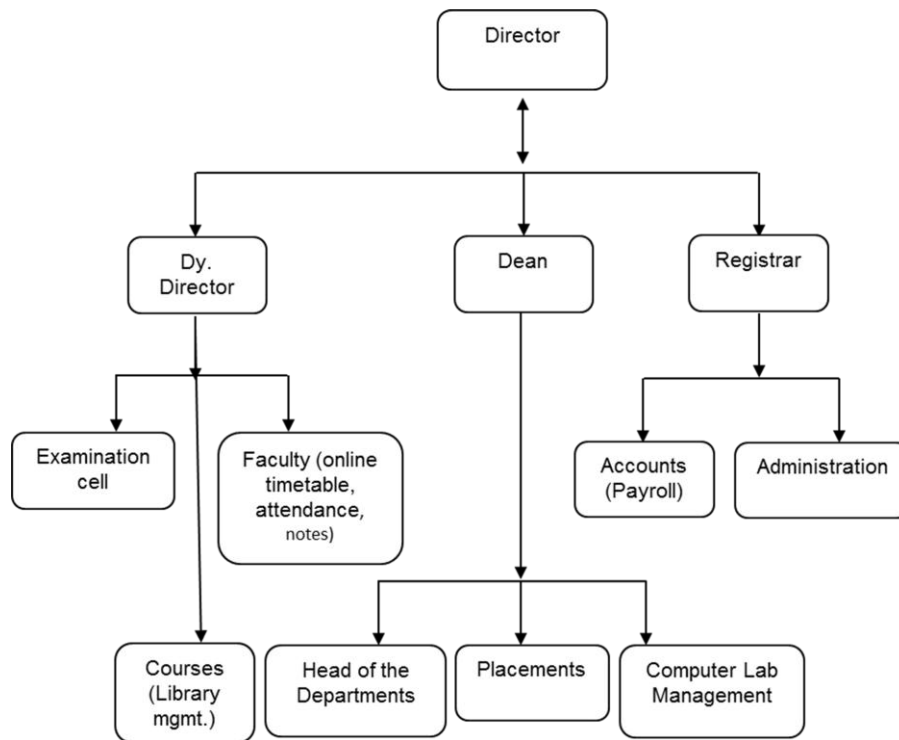 Director
Dy.
Director
Dean
Registrar
Examination
cell
Faculty (online
timetable,
attendance,
notes)
Accounts
(Payroll)
Administration
Courses
(Library
mgmt.)
Head of the
Departments
Placements
Computer Lab
Management